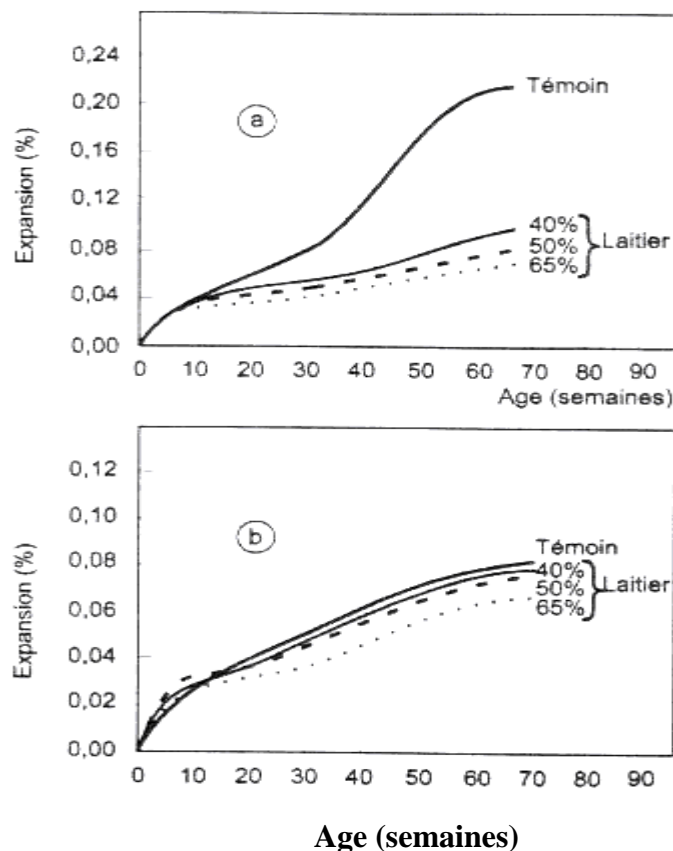 0,24
0,20
0,16
0,12
0,08
0,04
0,00
Expansion (%)
a
Témoin
40%
50%
65%
Laitier
0 10 20 30 40 50 60 70 80 90
Age (semaines)
0,12
0,10
0,08
0,06
0,04
0,02
0,00
Expansion (%)
b
Témoin
40%
50%
65%
Laitier
0 10 20 30 40 50 60 70 80 90
Age (semaines)